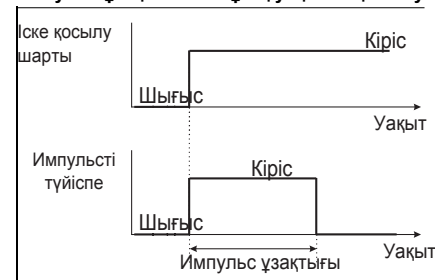 Іске қосылу
шарты
Кіріс
Шығыс
Уақыт
Импульсті
түйіспе
Кіріс
Шығыс
Уақыт
Импульс ұзақтығы